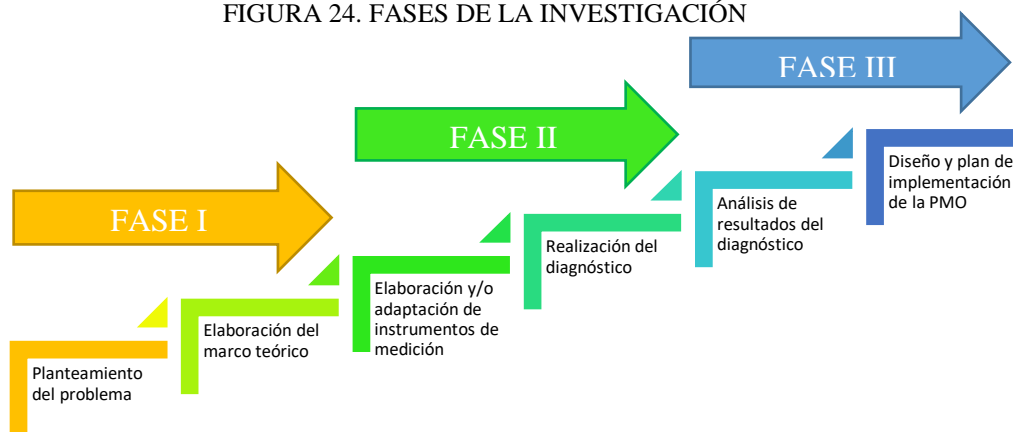 FIGURA 24. FASES DE LA INVESTIGACIÓN
FASE I
FASE II
FASE III
Planteamiento
del problema
Elaboración del
marco teórico
Elaboración y/o
adaptación de
instrumentos de
medición
Realización del
diagnóstico
Análisis de
resultados del
diagnóstico
Diseño y plan de
implementación
de la PMO